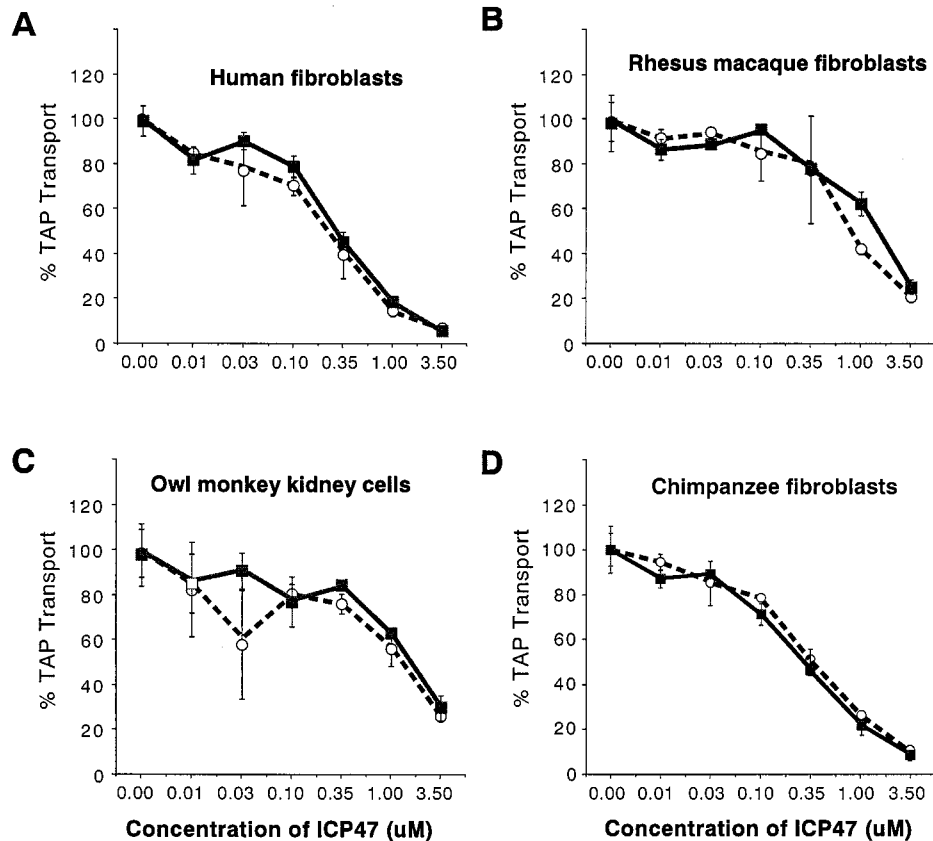 A
Human fibroblasts
% TAP Transport
120
100
80
60
40
20
0
0.00 0.01 0.03 0.10 0.35 1.00 3.50
B
Rhesus macaque fibroblasts
% TAP Transport
120
100
80
60
40
20
0
0.00 0.01 0.03 0.10 0.35 1.00 3.50
C
Owl monkey kidney cells
% TAP Transport
120
100
80
60
40
20
0
0.00 0.01 0.03 0.10 0.35 1.00 3.50
Concentration of ICP47 (uM)
D
Chimpanzee fibroblasts
% TAP Transport
120
100
80
60
40
20
0
0.00 0.01 0.03 0.10 0.35 1.00 3.50
Concentration of ICP47 (uM)